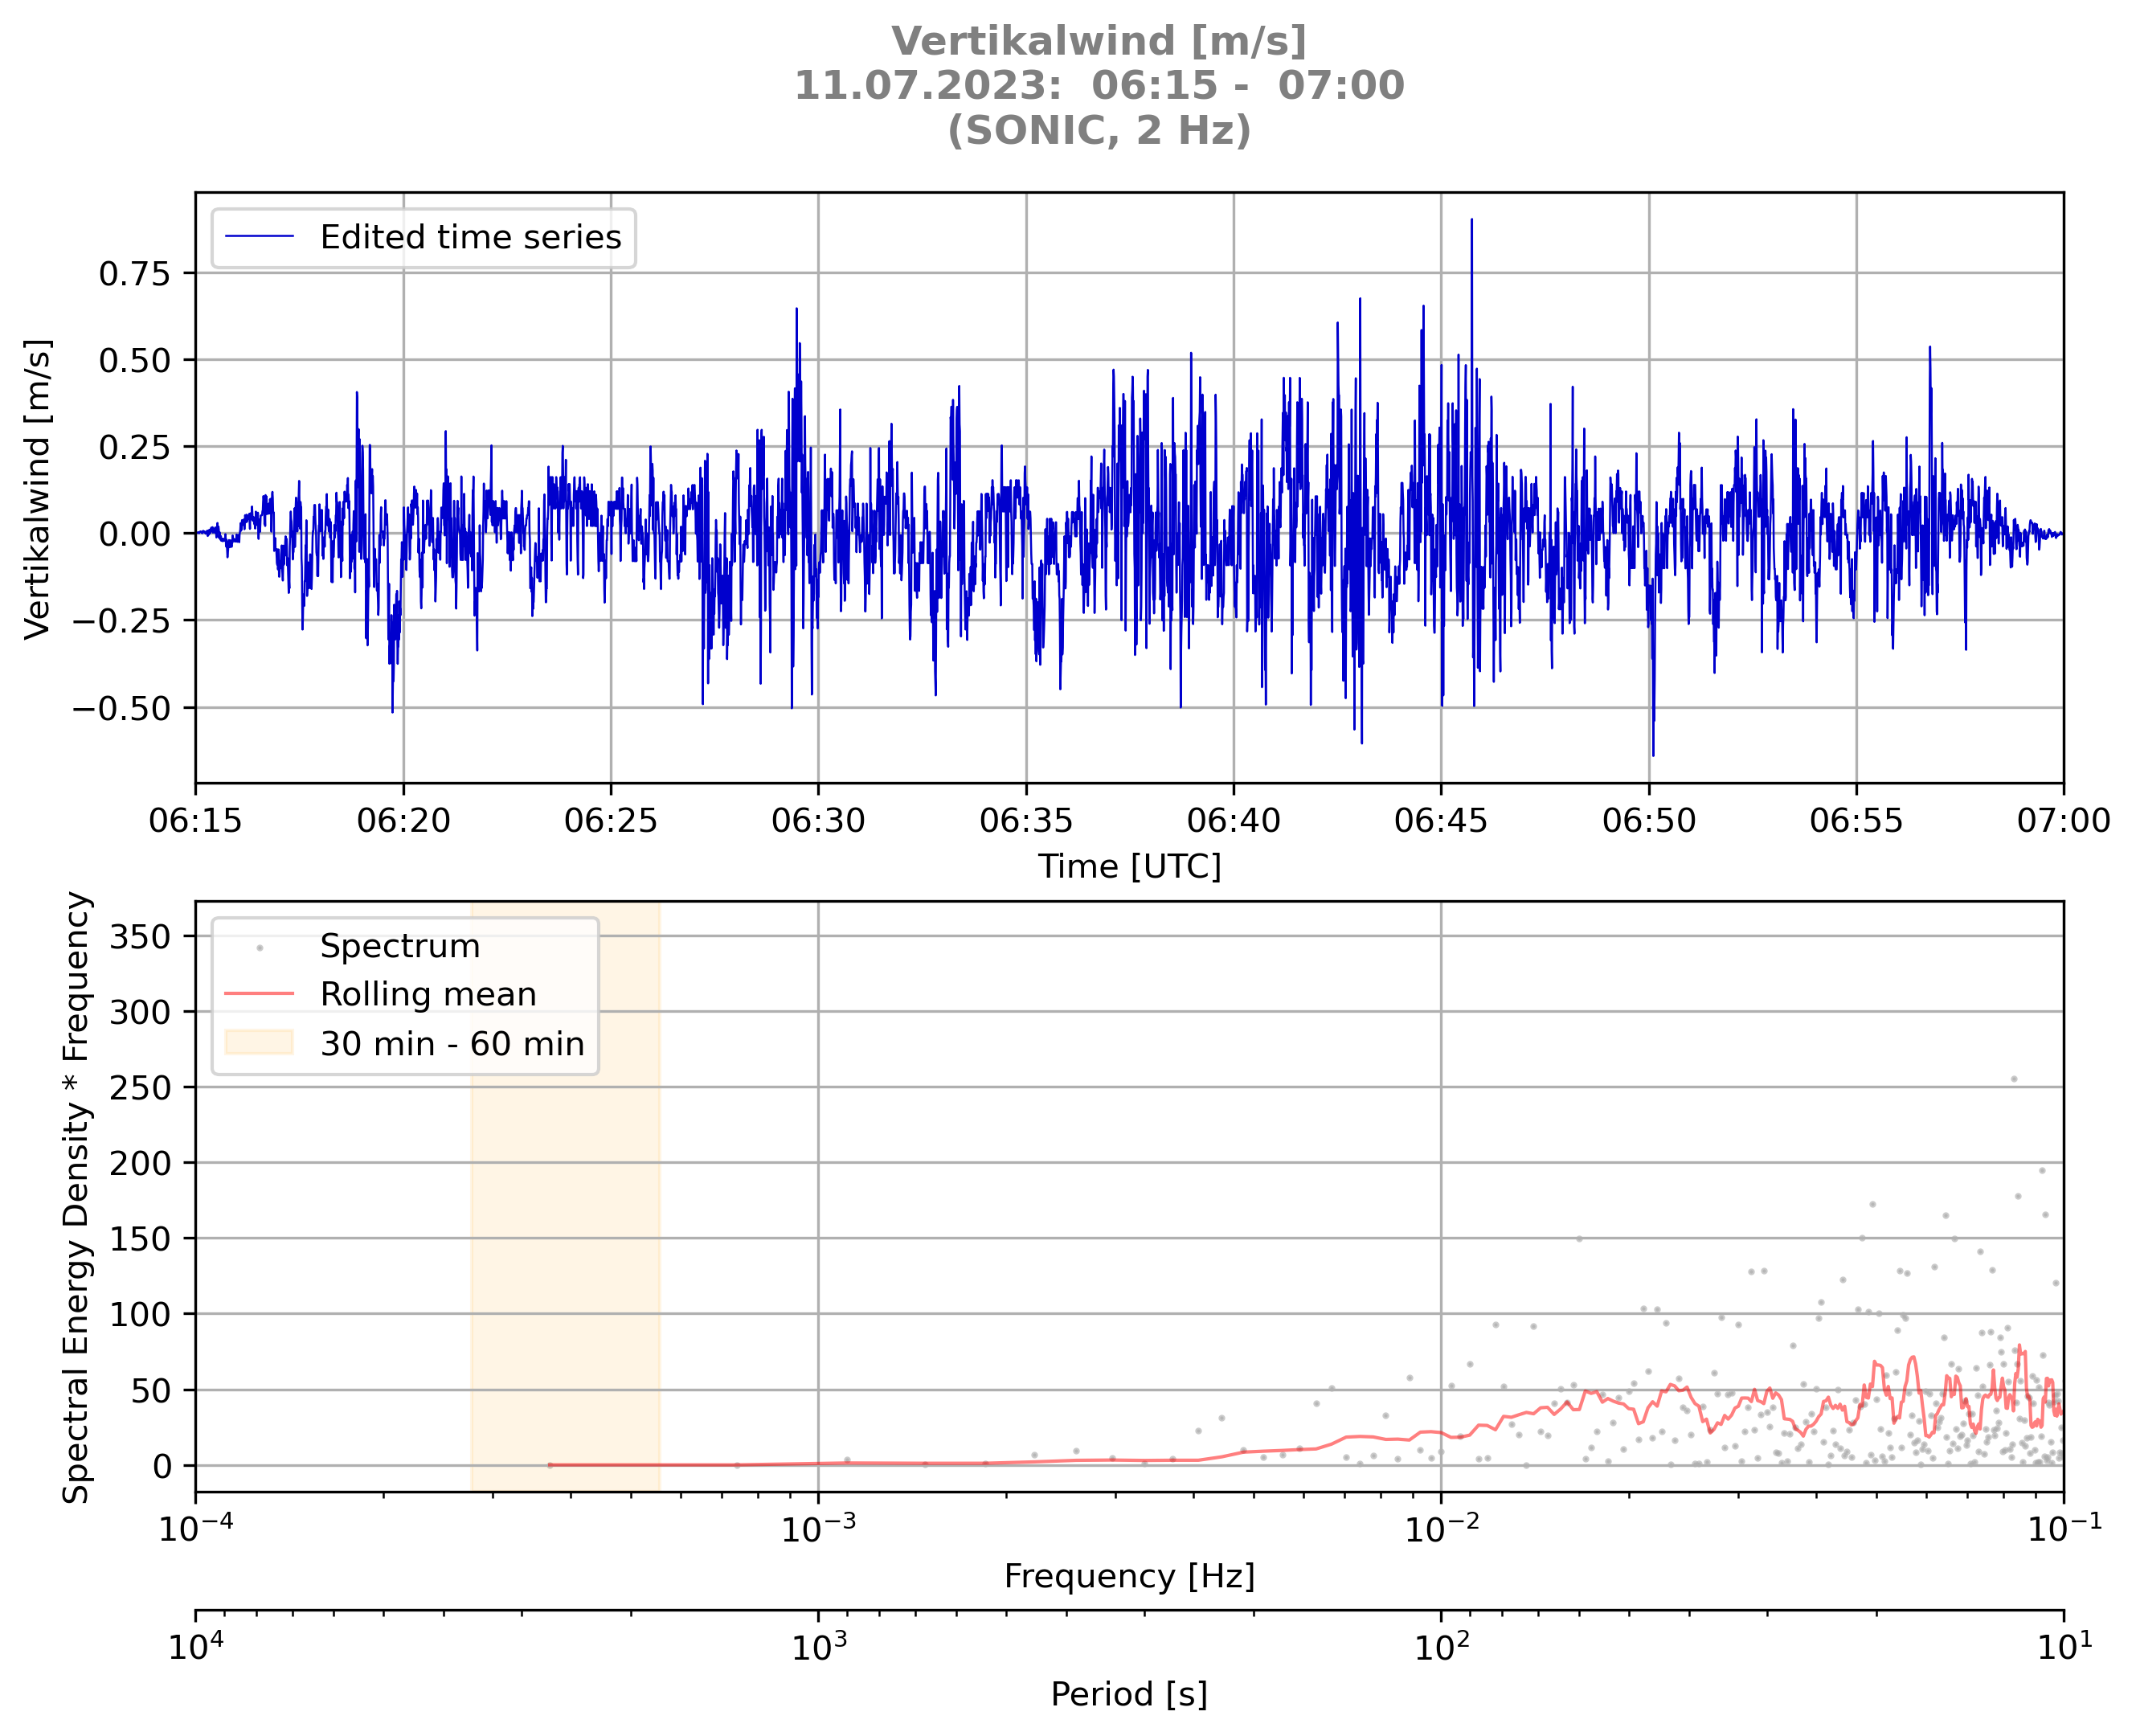 Vertikalwind [m/s]
11.07.2023:  06:15 -  07:00
(SONIC, 2 Hz)
Edited time series
Vertikalwind [m/s]
0.75
0.50
0.25
0.00
−0.25
−0.50
06:15 06:20 06:25 06:30 06:35 06:40 06:45 06:50 06:55 07:00
Time [UTC]
Spectrum
Rolling mean
30 min - 60 min
Spectral Energy Density * Frequency
350
300
250
200
150
100
50
0
10⁻⁴ 10⁻³ 10⁻² 10⁻¹
Frequency [Hz]
10⁴ 10³ 10² 10¹
Period [s]